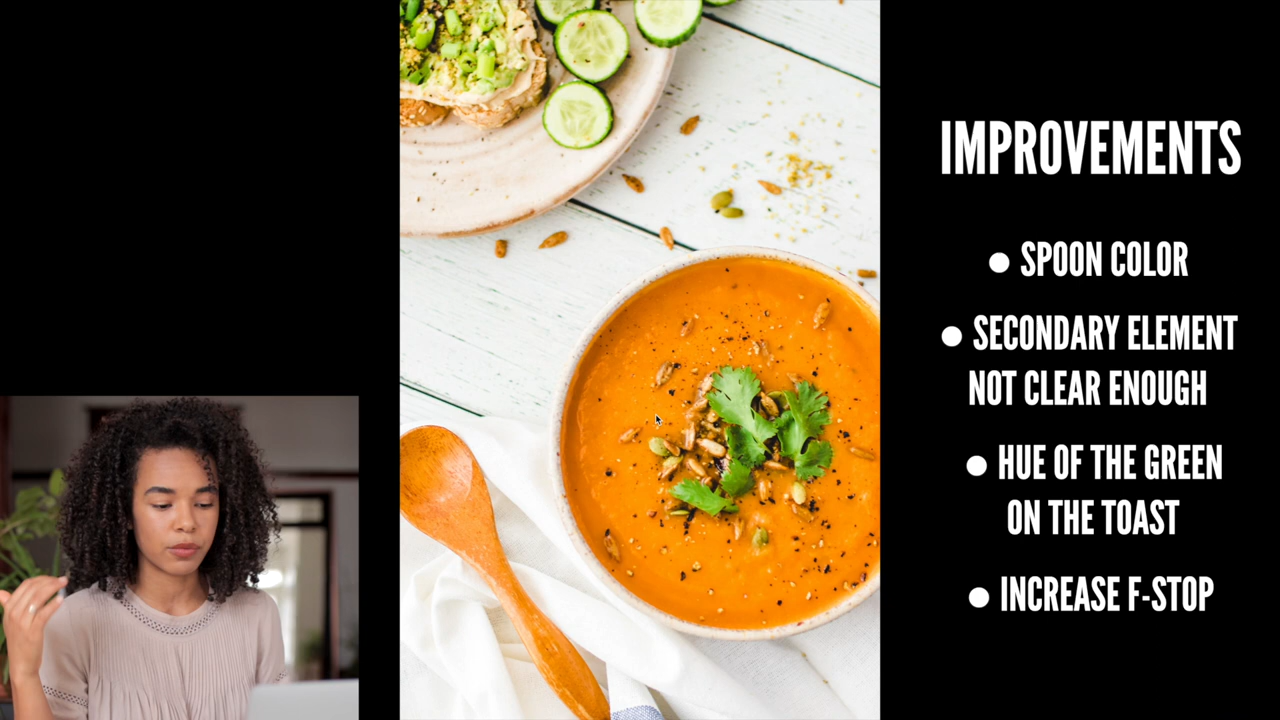 IMPROVEMENTS
● SPOON COLOR
● SECONDARY ELEMENT
NOT CLEAR ENOUGH
● HUE OF THE GREEN
ON THE TOAST
● INCREASE F-STOP